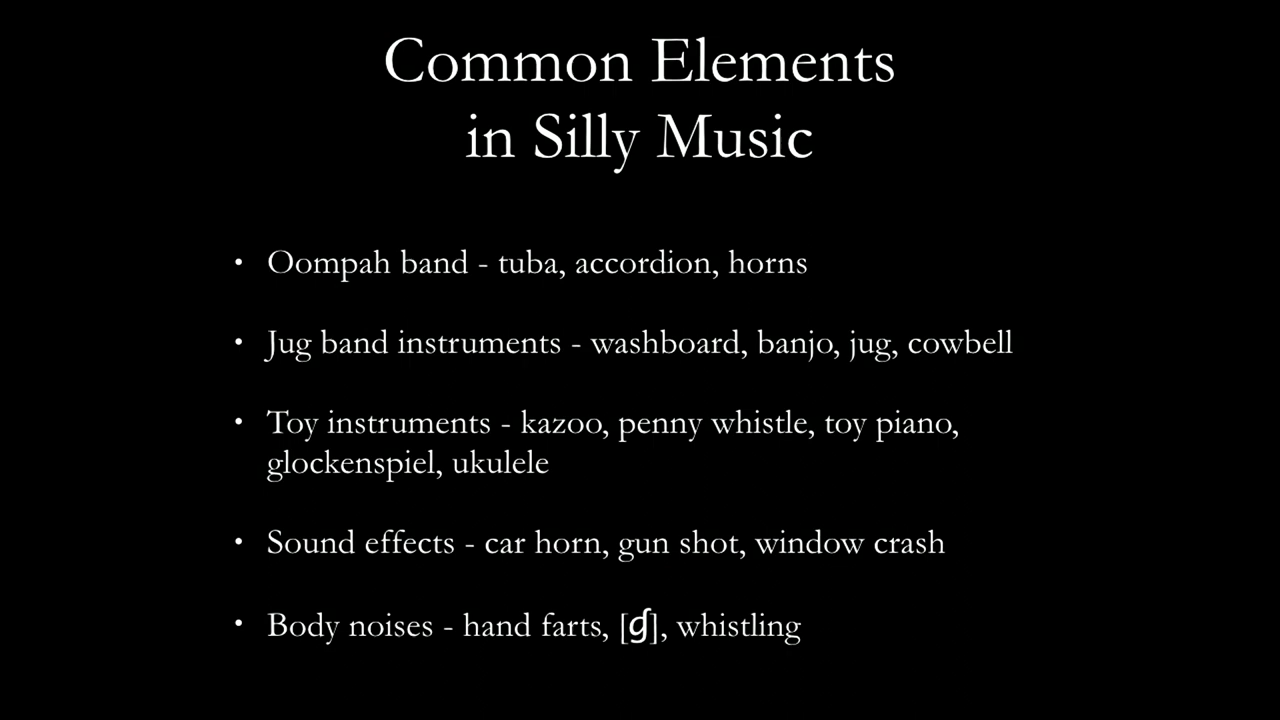 Common Elements
in Silly Music
• Oompah band - tuba, accordion, horns
• Jug band instruments - washboard, banjo, jug, cowbell
• Toy instruments - kazoo, penny whistle, toy piano,
glockenspiel, ukulele
• Sound effects - car horn, gun shot, window crash
• Body noises - hand farts, [ʠ], whistling